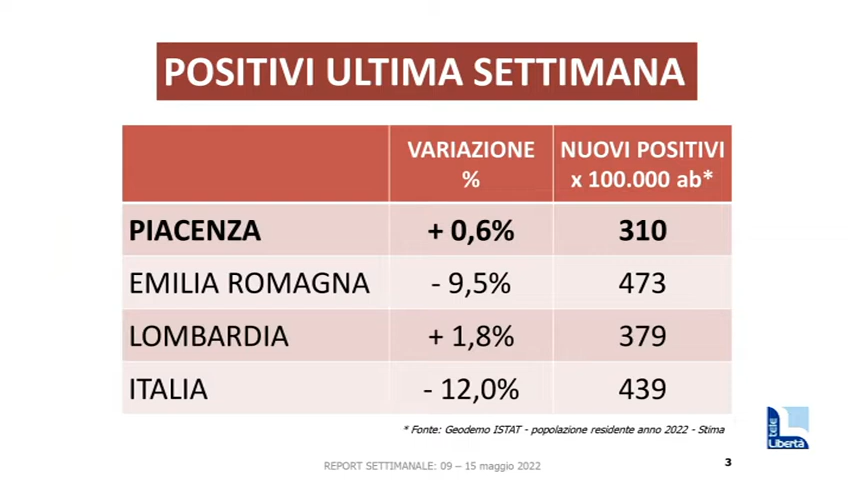 POSITIVI ULTIMA SETTIMANA
VARIAZIONE NUOVI POSITIVI
% x 100.000 ab*
PIACENZA + 0,6% 310
EMILIA ROMAGNA - 9,5% 473
LOMBARDIA + 1,8% 379
ITALIA - 12,0% 439
* Fonte: Geodemo ISTAT - popolazione residente anno 2022 - Stima
tele
Libertà
REPORT SETTIMANALE: 09 – 15 maggio 2022
3